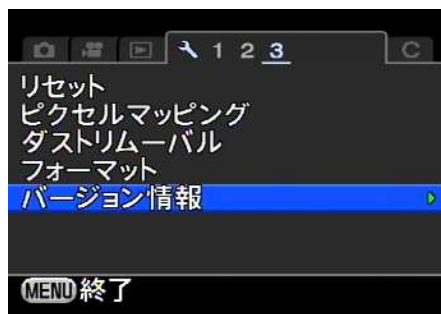 1 2 3 C
リセット
ピクセルマッピング
ダストリムーバル
フォーマット
バージョン情報
MENU 終了